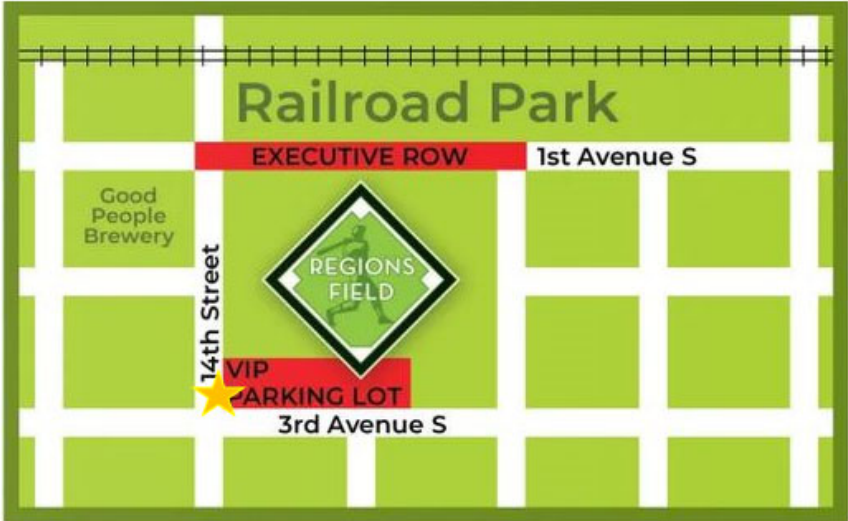 Railroad Park
EXECUTIVE ROW
1st Avenue S
Good
People
Brewery
14th Street
REGIONS
FIELD
VIP
PARKING LOT
3rd Avenue S